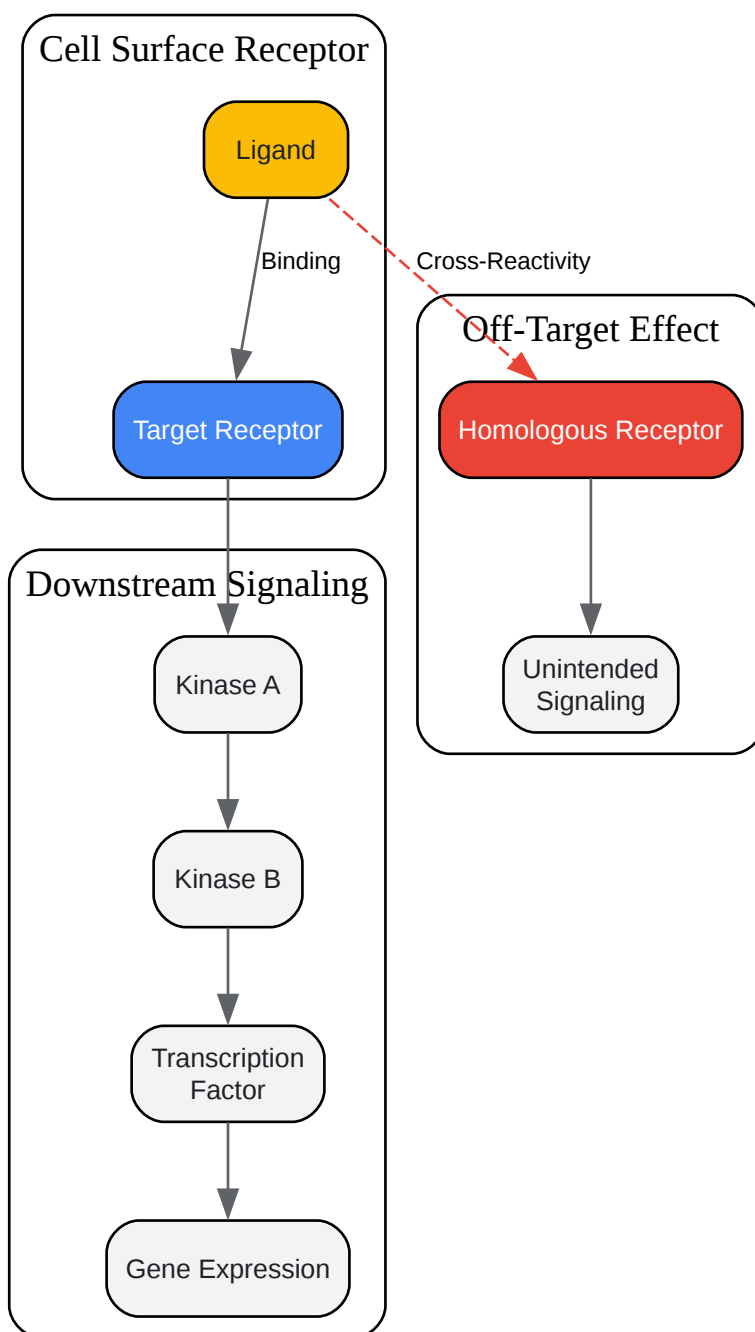 Cell Surface Receptor
Ligand
Binding
Cross-Reactivity
Off-Target Effect
Target Receptor
Homologous Receptor
Downstream Signaling
Kinase A
Unintended
Signaling
Kinase B
Transcription
Factor
Gene Expression